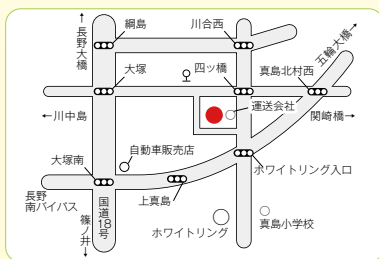 ↑長野大橋
綱島
川合西
五輪大橋↗
大塚
四ツ橋
真島北村西
←川中島
運送会社
関崎橋→
大塚南
自動車販売店
ホワイトリング入口
長野
南バイパス
国道18号
篠ノ井↓
上真島
ホワイトリング
真島小学校